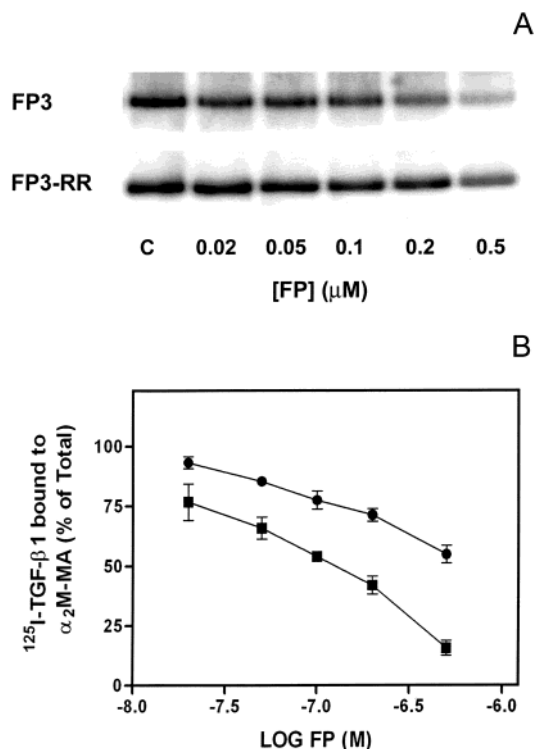 A
FP3
FP3-RR
C 0.02 0.05 0.1 0.2 0.5
[FP] (μM)
B
¹²⁵I-TGF-β1 bound to
α₂M-MA (% of Total)
100
75
50
25
0
-8.0 -7.5 -7.0 -6.5 -6.0
LOG FP (M)